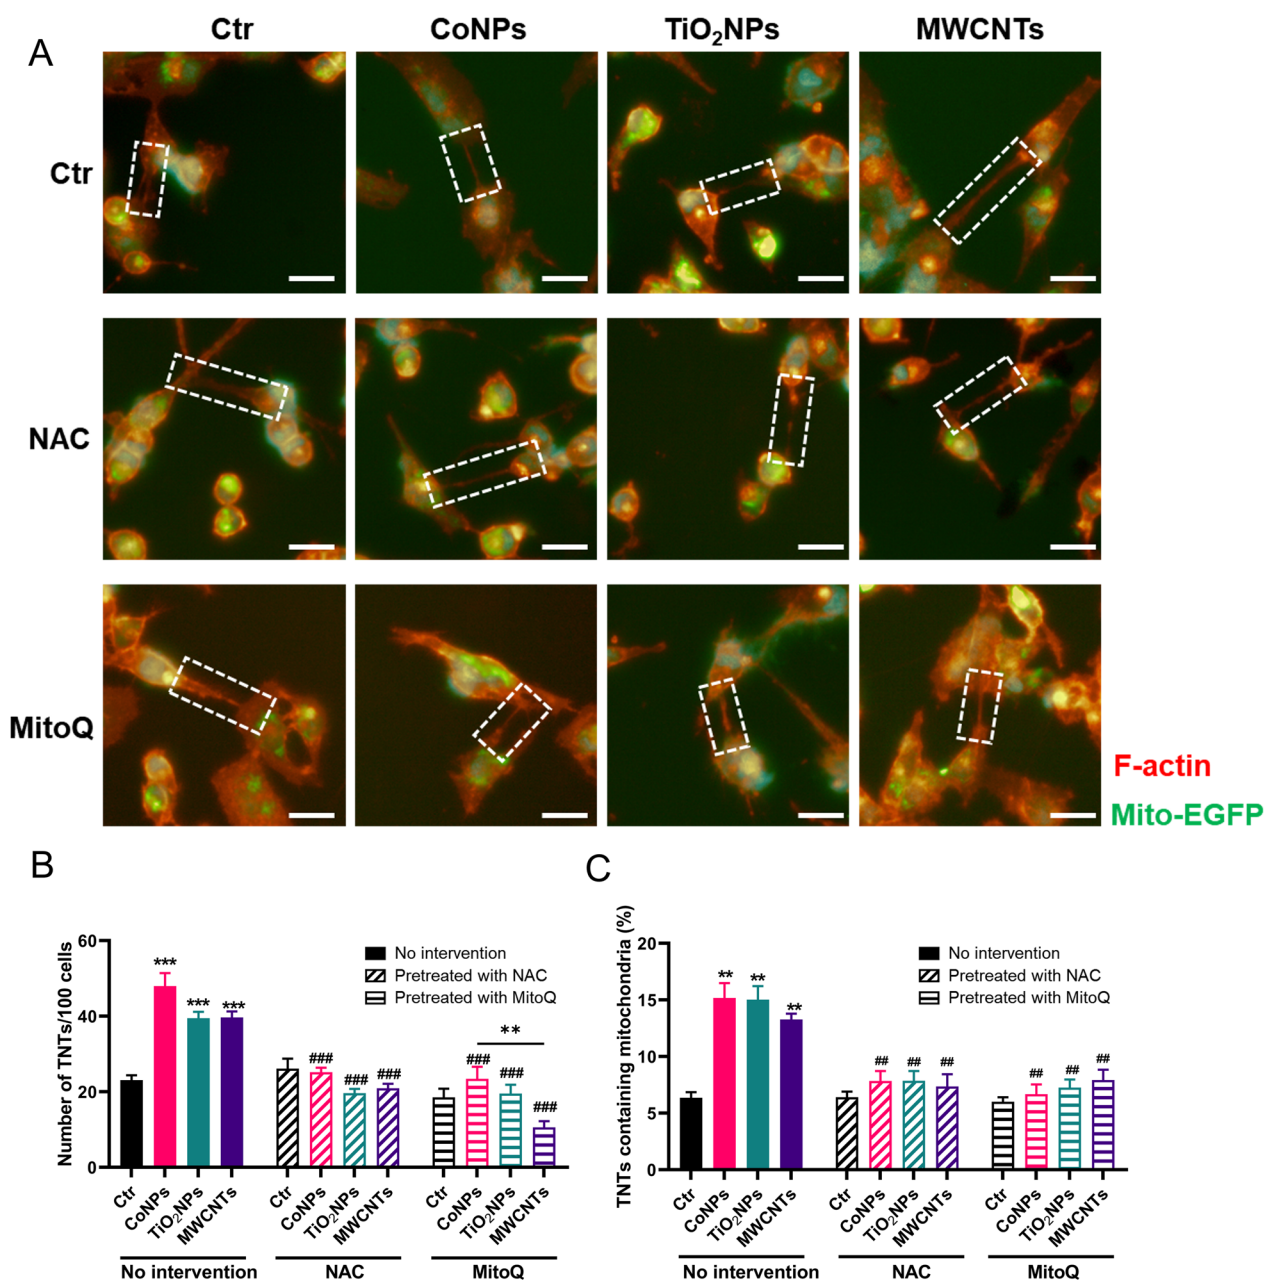 A
Ctr CoNPs TiO₂NPs MWCNTs
Ctr
NAC
MitoQ
F-actin
Mito-EGFP
B
Number of TNTs/100 cells
60
40
20
0
No intervention
Pretreated with NAC
Pretreated with MitoQ
*** *** ***
### ### ###
### ### ###
**
Ctr CoNPs TiO₂NPs MWCNTs Ctr CoNPs TiO₂NPs MWCNTs Ctr CoNPs TiO₂NPs MWCNTs
No intervention NAC MitoQ
C
TNTs containing mitochondria (%)
20
15
10
5
0
No intervention
Pretreated with NAC
Pretreated with MitoQ
** ** **
## ## ##
## ## ##
Ctr CoNPs TiO₂NPs MWCNTs Ctr CoNPs TiO₂NPs MWCNTs Ctr CoNPs TiO₂NPs MWCNTs
No intervention NAC MitoQ